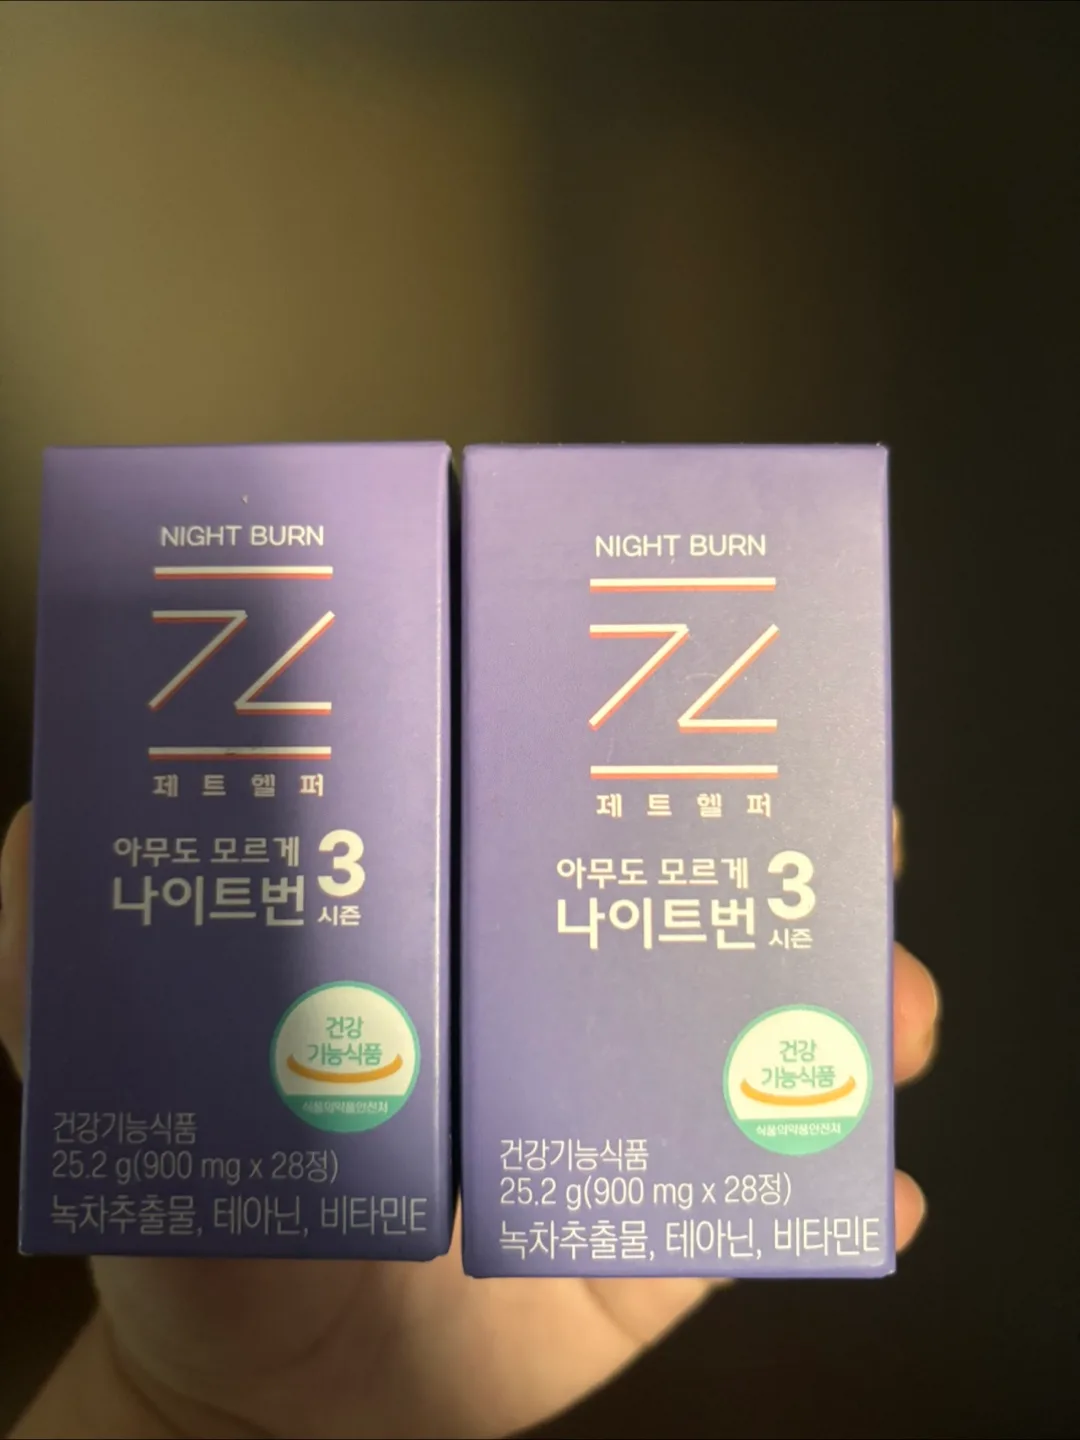 NIGHT BURN
제트헬퍼
아무도 모르게
나이트번 3
시즌
건강
기능식품
식품의약품안전처
건강기능식품
25.2 g(900 mg x 28정)
녹차추출물, 테아닌, 비타민E
NIGHT BURN
제트헬퍼
아무도 모르게
나이트번 3
시즌
건강
기능식품
식품의약품안전처
건강기능식품
25.2 g(900 mg x 28정)
녹차추출물, 테아닌, 비타민E